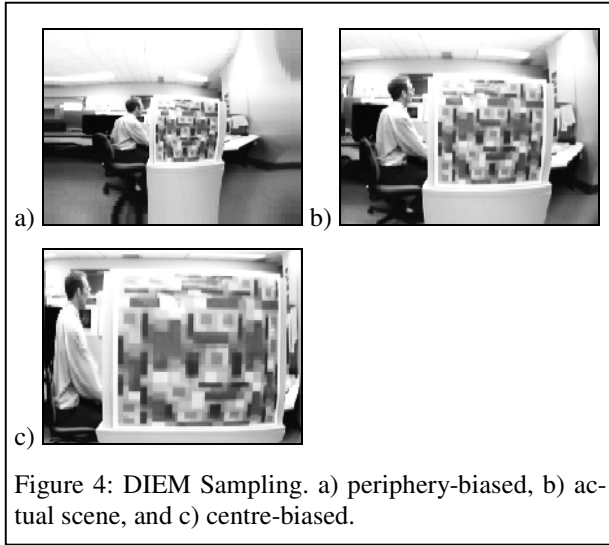 a)
b)
c)
Figure 4: DIEM Sampling. a) periphery-biased, b) ac-
tual scene, and c) centre-biased.